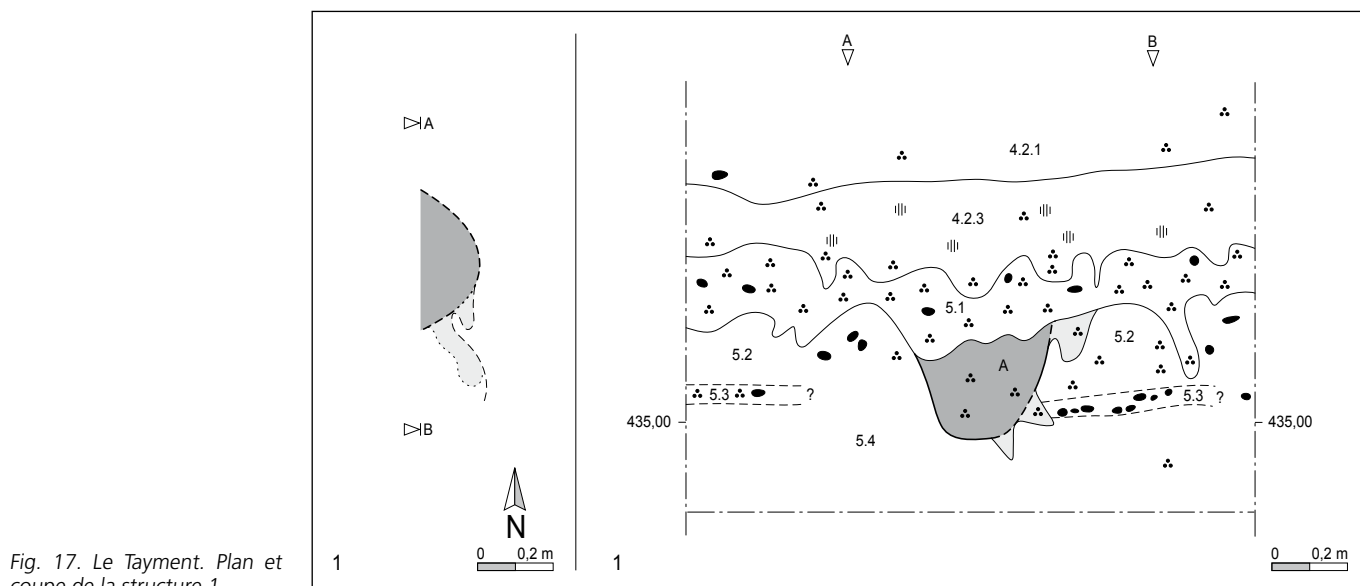 A
B
N
1
0 0,2 m
A B
4.2.1
4.2.3
5.1
5.2 A 5.2
5.3 ? 5.3 ?
435,00 435,00
5.4
1
0 0,2 m
Fig. 17. Le Tayment. Plan et
coupe de la structure 1